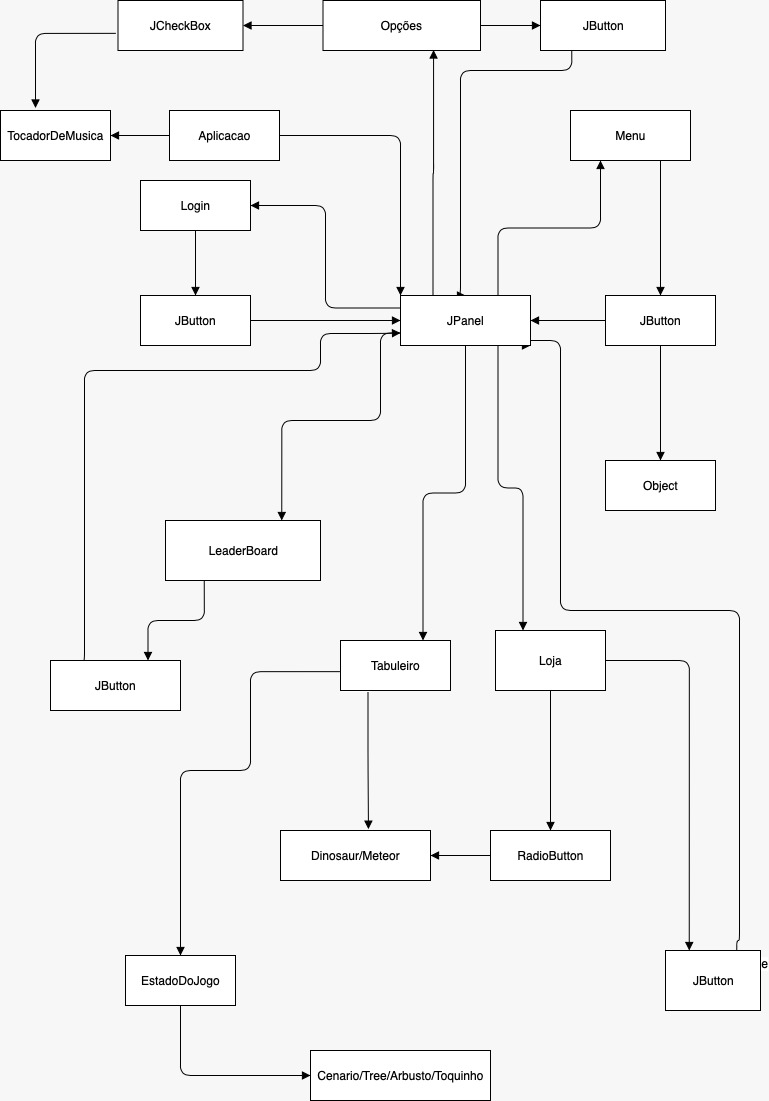 JCheckBox
Opções
JButton
TocadorDeMusica
Aplicacao
Menu
Login
JButton
JPanel
JButton
Object
LeaderBoard
JButton
Tabuleiro
Loja
Dinosaur/Meteor
RadioButton
EstadoDoJogo
JButton
e
Cenario/Tree/Arbusto/Toquinho